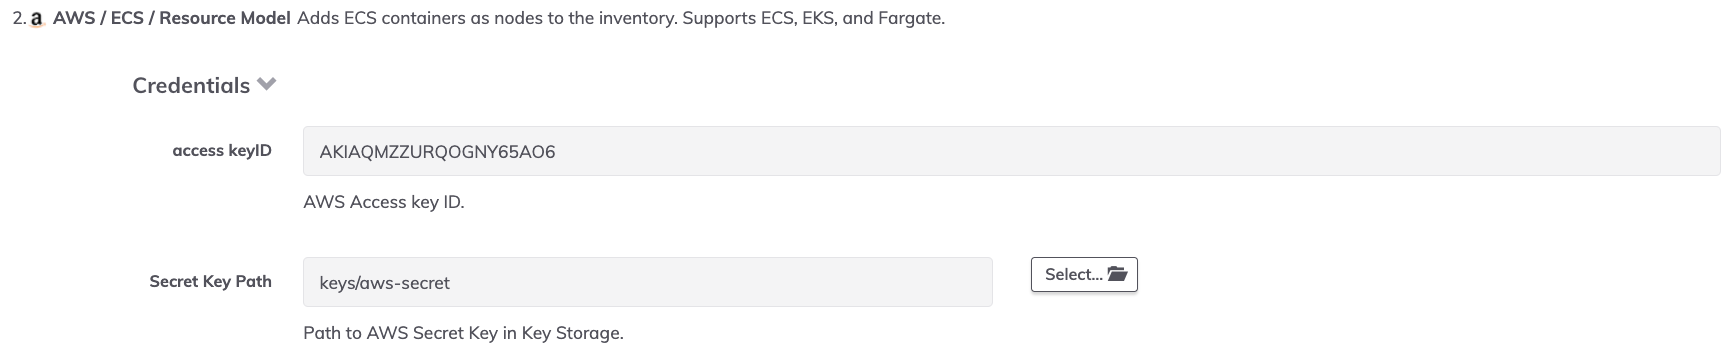 2. a AWS / ECS / Resource Model Adds ECS containers as nodes to the inventory. Supports ECS, EKS, and Fargate.
Credentials
access keyID AKIAQMZZURQOGNY65AO6
AWS Access key ID.
Secret Key Path keys/aws-secret Select...
Path to AWS Secret Key in Key Storage.